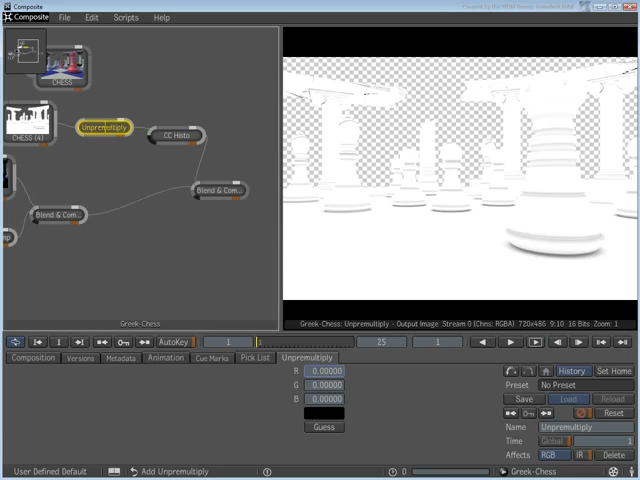 Composite
Composite File Edit Scripts Help
CHESS
CHESS (4)
Unpremultiply
CC Histo
Blend & Com...
Blend & Com...
mp
Greek-Chess
Greek-Chess: Unpremultiply - Output Image Stream 0 (Chns: RGBA) 720x486 9:10 16 Bits Zoom: 1
1 AutoKey 1 1 25 1
Composition Versions Metadata Animation Cue Marks Pick List Unpremultiply
R 0.00000
G 0.00000
B 0.00000
Guess
History Set Home
Preset No Preset
Save Load Reload
Reset
Name Unpremultiply
Time Global 1
Affects RGB IR Delete
User Defined Default Add Unpremultiply 0 Greek-Chess